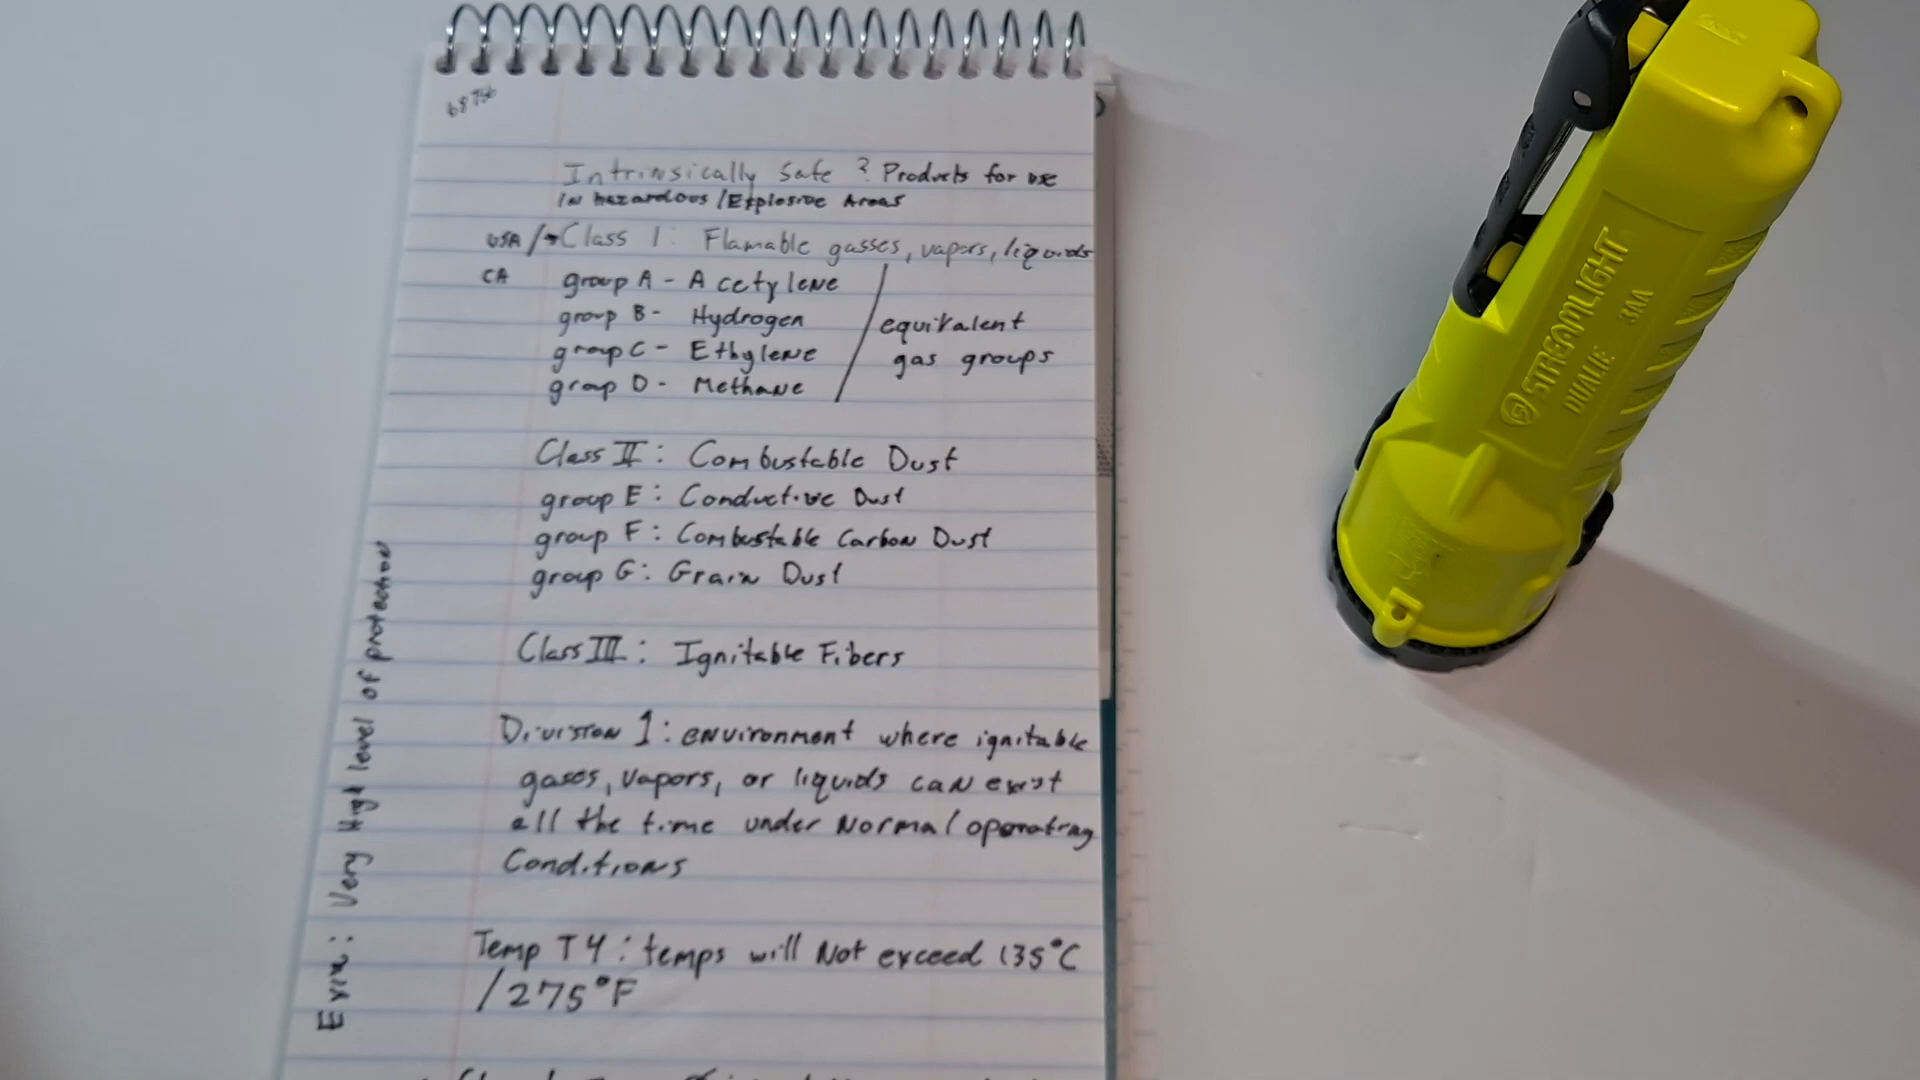 68756
Intrinsically Safe ? Products for use
in hazardous/Explosive Areas
USA/→Class 1: Flamable gasses, vapors, liquids
CA
group A - Acetylene
group B - Hydrogen
group C - Ethylene
group D - Methane
equivalent
gas groups
Class II: Combustable Dust
group E: Conductive Dust
group F: Combustable Carbon Dust
group G: Grain Dust
Class III: Ignitable Fibers
Division 1: environment where ignitable
gases, vapors, or liquids can exist
all the time under normal operating
Conditions
Temp T4: temps will Not exceed 135°C
/275°F
Exia: Very High level of protection
STREAMLIGHT
DUALIE 3AA